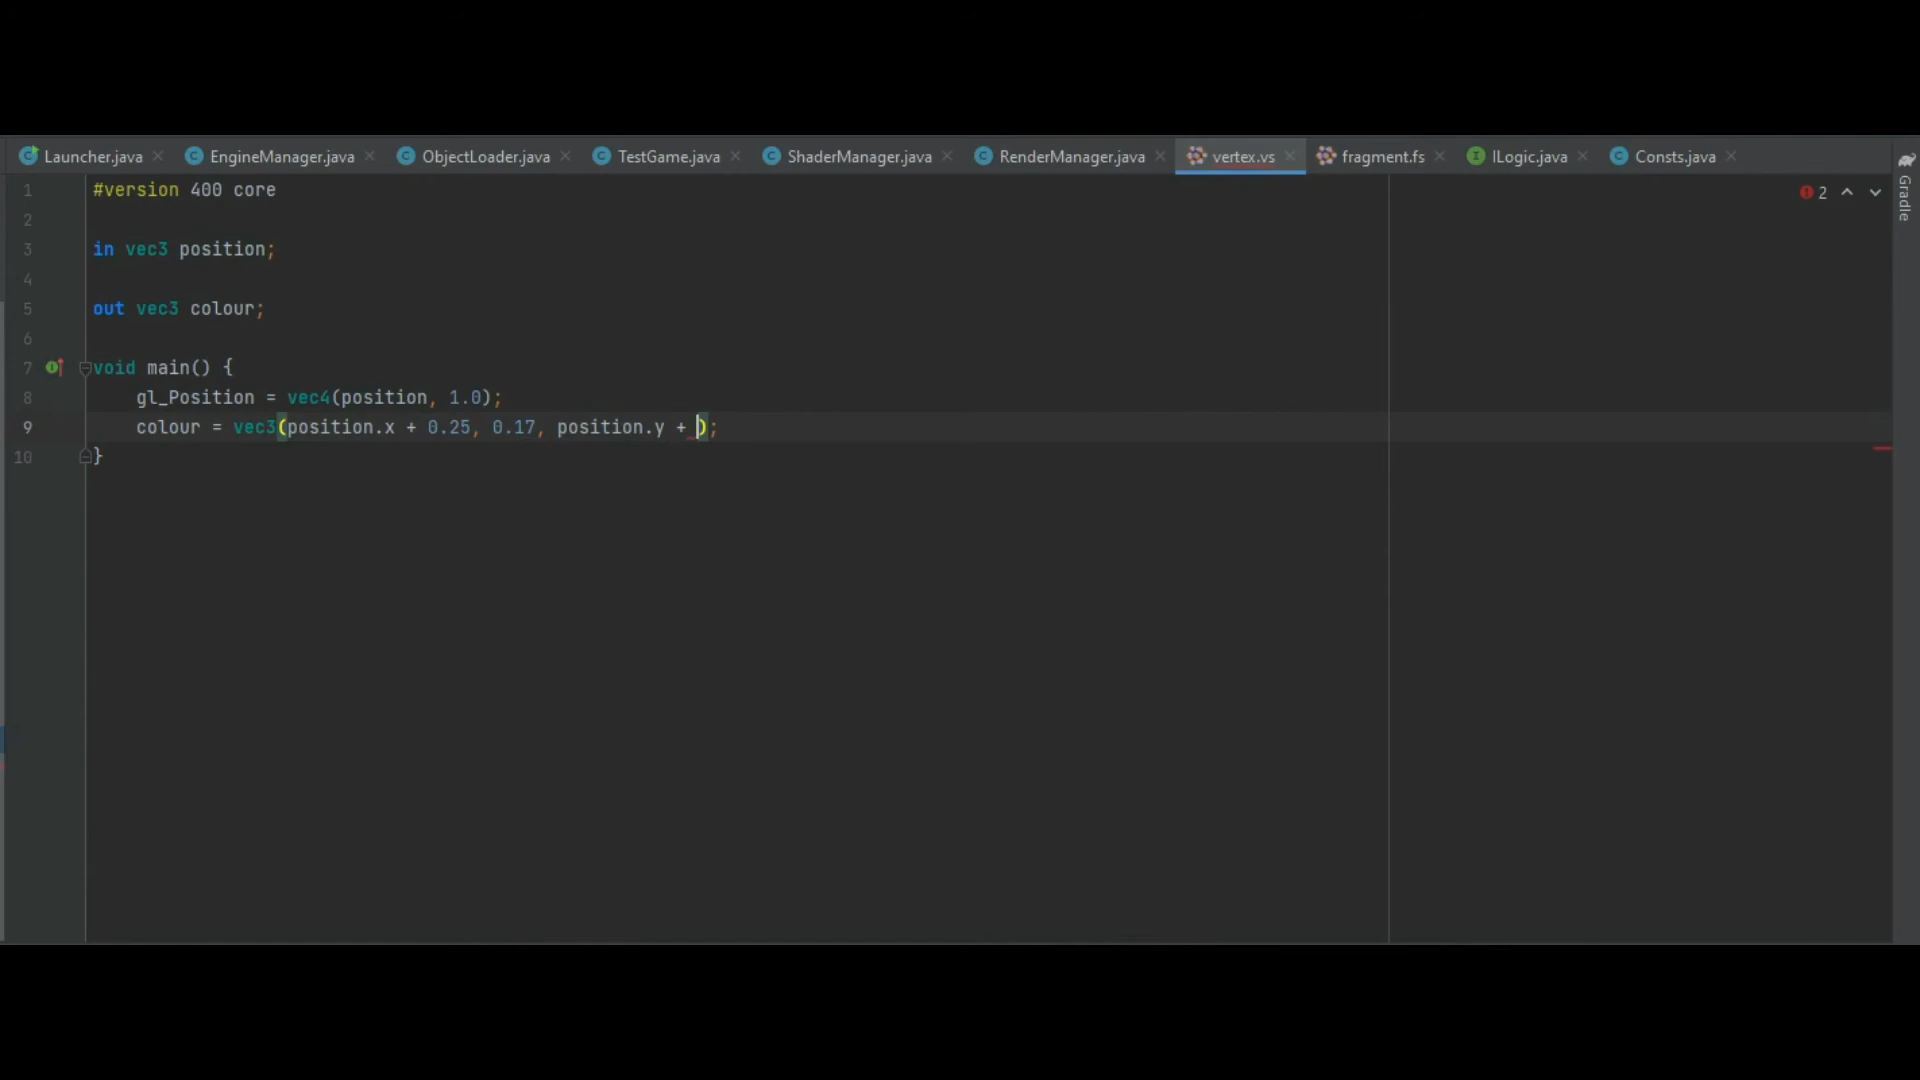 Launcher.java EngineManager.java ObjectLoader.java TestGame.java ShaderManager.java RenderManager.java vertex.vs fragment.fs ILogic.java Consts.java
Gradle
2
1 #version 400 core
2
3 in vec3 position;
4
5 out vec3 colour;
6
7 void main() {
8 gl_Position = vec4(position, 1.0);
9 colour = vec3(position.x + 0.25, 0.17, position.y + );
10 }